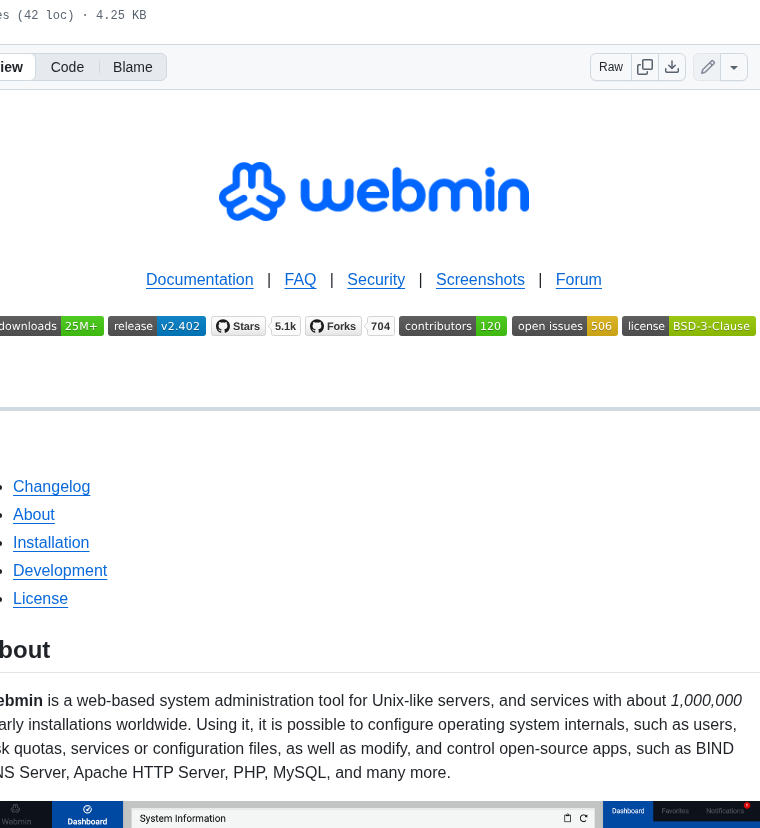 es (42 loc) · 4.25 KB
iew Code Blame Raw
webmin
Documentation | FAQ | Security | Screenshots | Forum
downloads 25M+ release v2.402 Stars 5.1k Forks 704 contributors 120 open issues 506 license BSD-3-Clause
• Changelog
• About
• Installation
• Development
• License
bout
ebmin is a web-based system administration tool for Unix-like servers, and services with about 1,000,000
arly installations worldwide. Using it, it is possible to configure operating system internals, such as users,
sk quotas, services or configuration files, as well as modify, and control open-source apps, such as BIND
NS Server, Apache HTTP Server, PHP, MySQL, and many more.
Webmin Dashboard System Information Dashboard Favorites Notifications